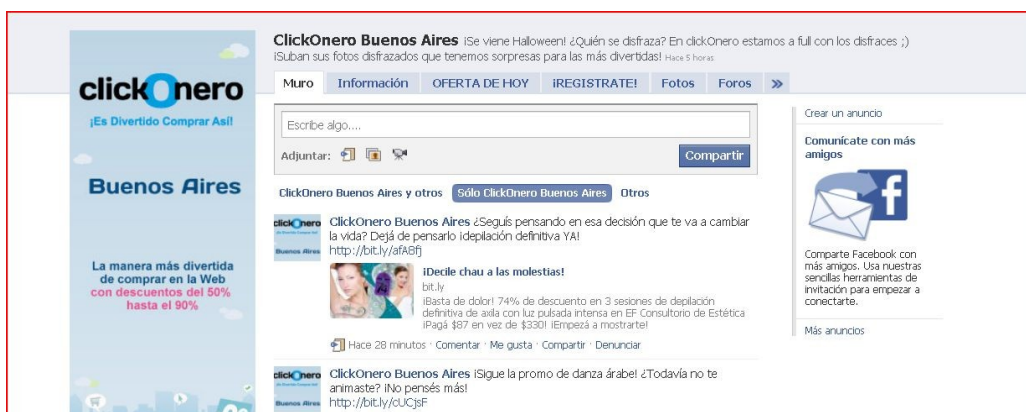 clickOnero
¡Es Divertido Comprar Así!
Buenos Aires
La manera más divertida
de comprar en la Web
con descuentos del 50%
hasta el 90%
ClickOnero Buenos Aires ¡Se viene Halloween! ¿Quién se disfraza? En clickOnero estamos a full con los disfraces ;)
¡Suban sus fotos disfrazados que tenemos sorpresas para las más divertidas! Hace 5 horas
Muro Información OFERTA DE HOY ¡REGISTRATE! Fotos Foros »
Escribe algo....
Adjuntar:
Compartir
ClickOnero Buenos Aires y otros Sólo ClickOnero Buenos Aires Otros
clickOnero
Buenos Aires
ClickOnero Buenos Aires ¿Seguís pensando en esa decisión que te va a cambiar
la vida? Dejá de pensarlo ¡depilación definitiva YA!
http://bit.ly/afA8fj
¡Decile chau a las molestias!
bit.ly
¡Basta de dolor! 74% de descuento en 3 sesiones de depilación
definitiva de axila con luz pulsada intensa en EF Consultorio de Estética
¡Pagá $87 en vez de $330! ¡Empezá a mostrarte!
Hace 28 minutos · Comentar · Me gusta · Compartir · Denunciar
clickOnero
Buenos Aires
ClickOnero Buenos Aires ¡Sigue la promo de danza árabe! ¿Todavía no te
animaste? ¡No pensés más!
http://bit.ly/cUCjsF
Crear un anuncio
Comunícate con más
amigos
Comparte Facebook con
más amigos. Usa nuestras
sencillas herramientas de
invitación para empezar a
conectarte.
Más anuncios